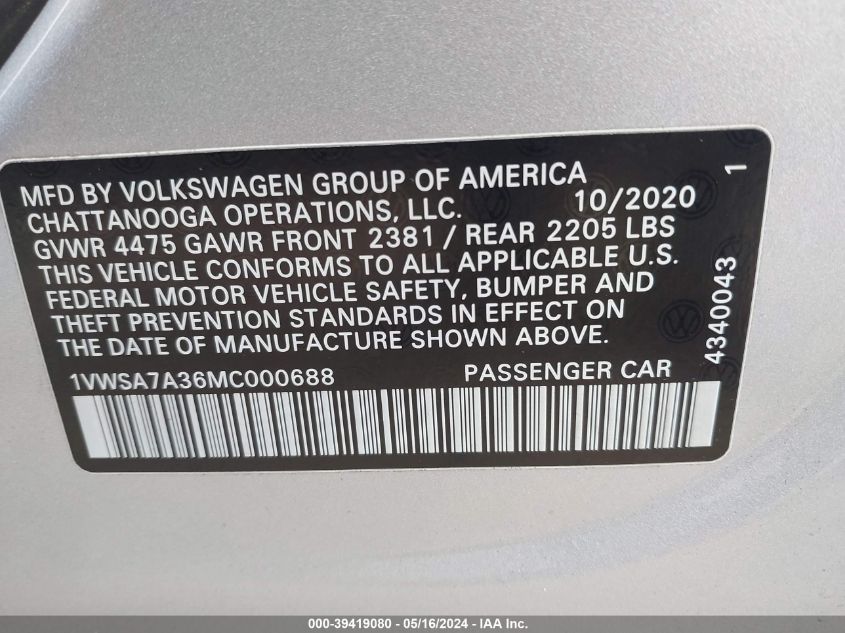 MFD BY VOLKSWAGEN GROUP OF AMERICA
CHATTANOOGA OPERATIONS, LLC. 10/2020
GVWR 4475 GAWR FRONT 2381 / REAR 2205 LBS
THIS VEHICLE CONFORMS TO ALL APPLICABLE U.S.
FEDERAL MOTOR VEHICLE SAFETY, BUMPER AND
THEFT PREVENTION STANDARDS IN EFFECT ON
THE DATE OF MANUFACTURE SHOWN ABOVE.
1VWSA7A36MC000688 PASSENGER CAR
4340043 1
000-39419080 - 05/16/2024 - IAA Inc.